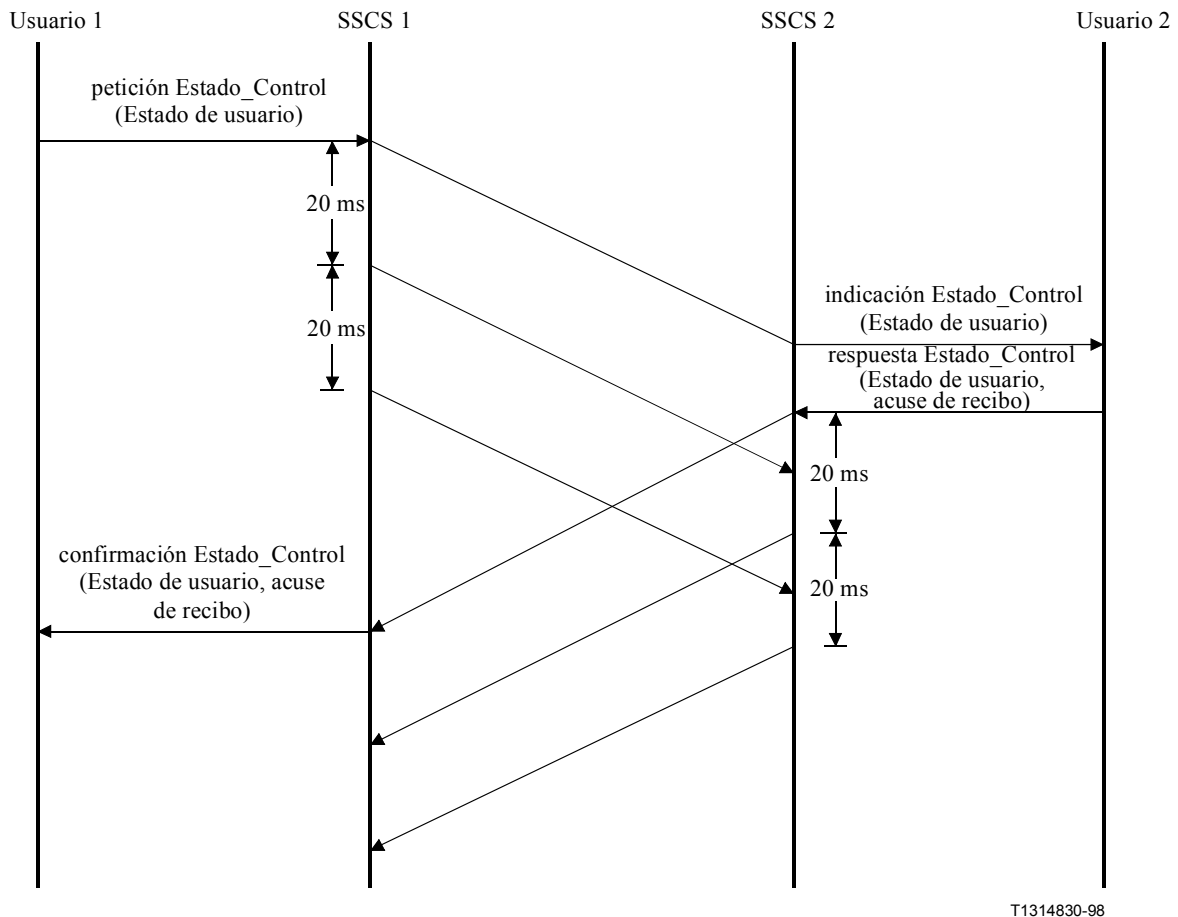 Usuario 1
SSCS 1
SSCS 2
Usuario 2
petición Estado_Control
(Estado de usuario)
20 ms
20 ms
indicación Estado_Control
(Estado de usuario)
respuesta Estado_Control
(Estado de usuario,
acuse de recibo)
20 ms
20 ms
confirmación Estado_Control
(Estado de usuario, acuse
de recibo)
T1314830-98